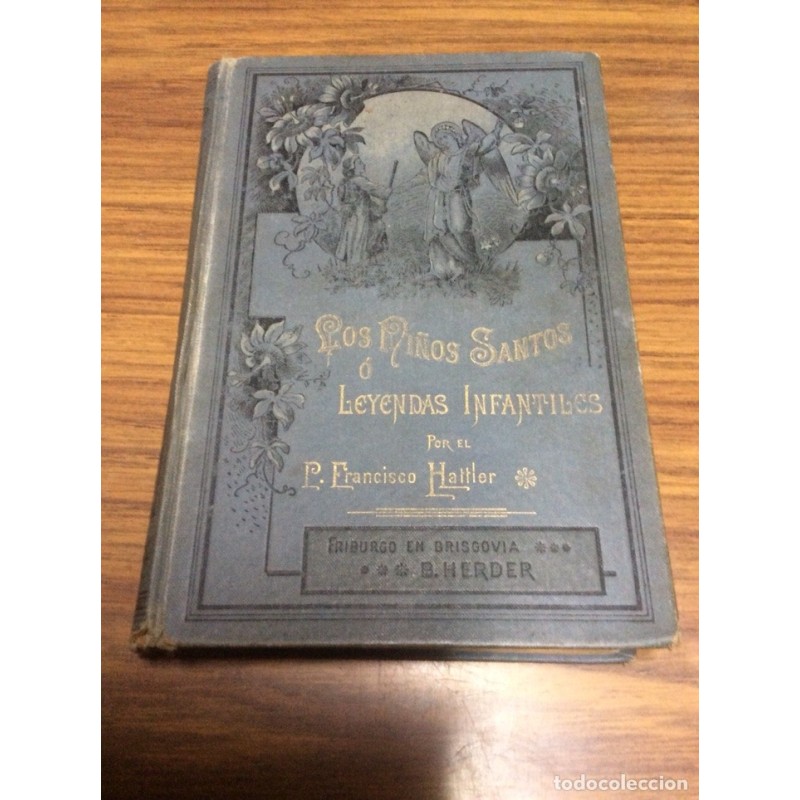 Los Niños Santos
ó
Leyendas Infantiles
Por el
P. Francisco Hattler
Friburgo en Brisgovia
B. Herder
todocoleccion